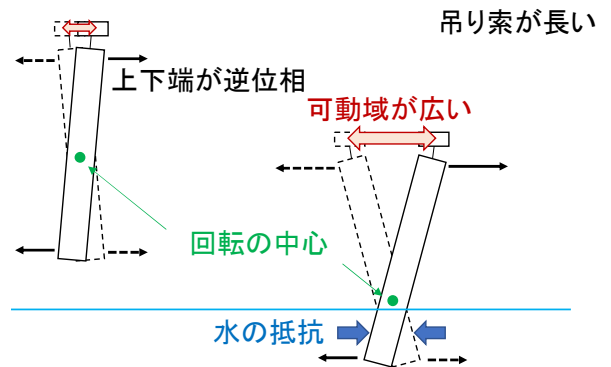 吊り索が長い
上下端が逆位相
可動域が広い
回転の中心
水の抵抗